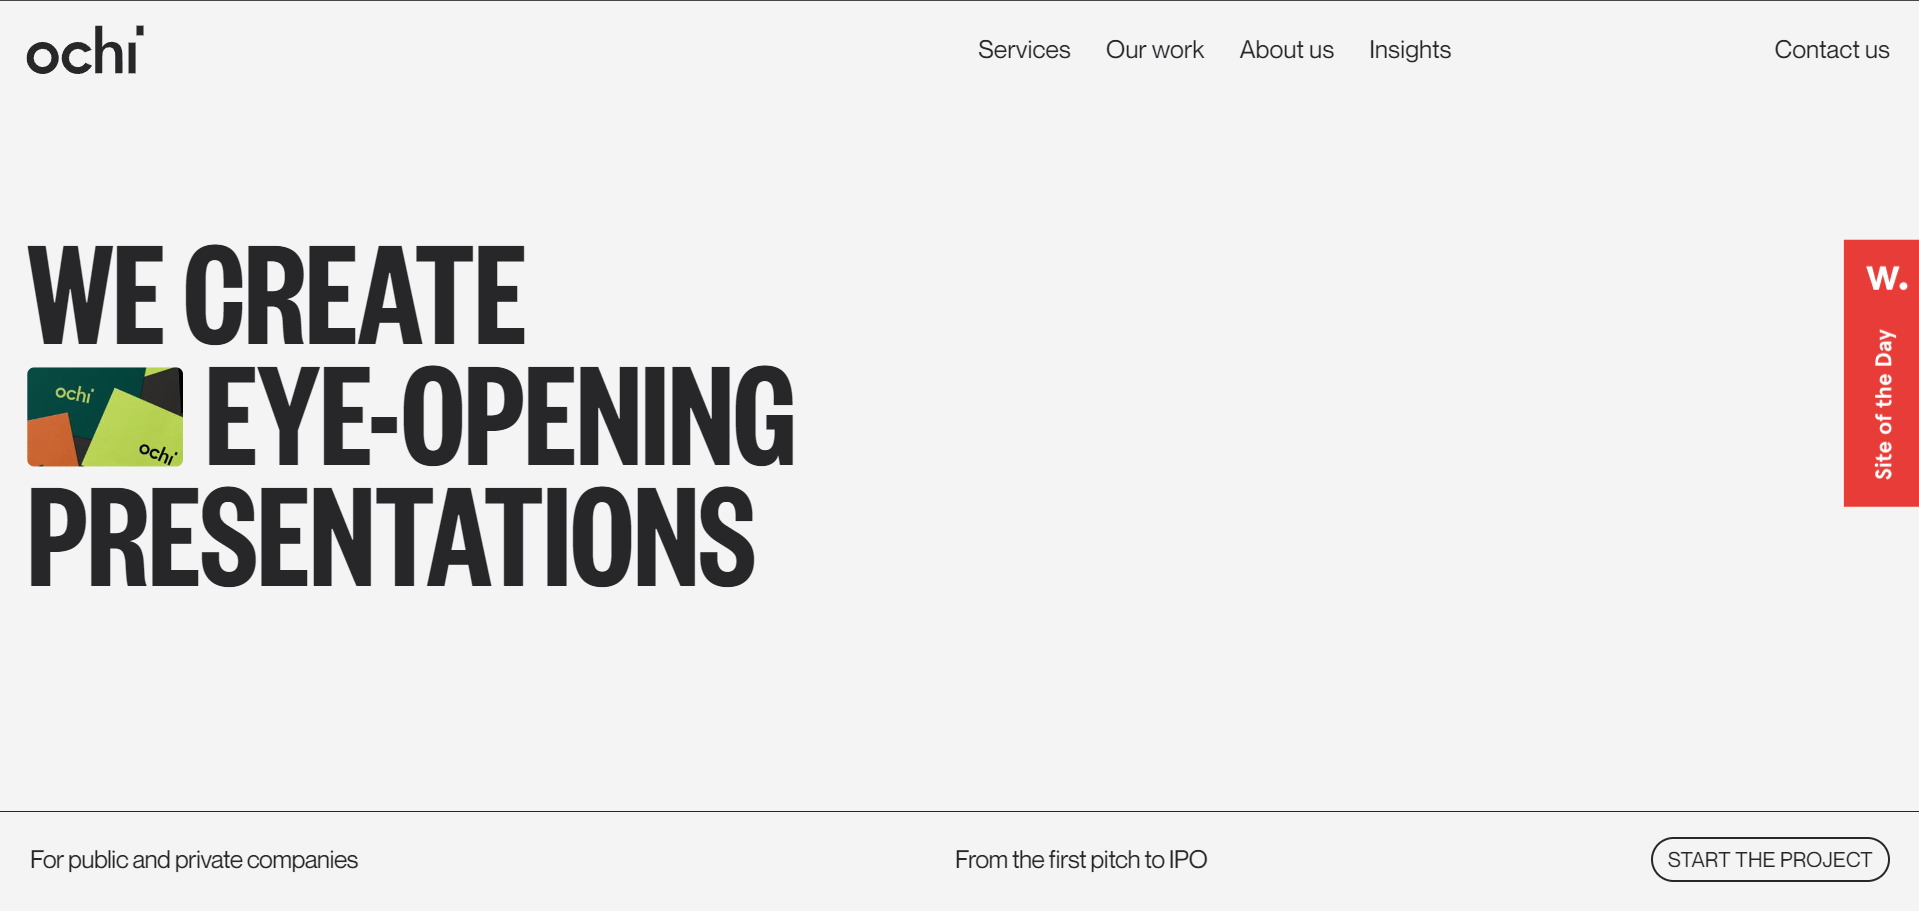 ochi
Services
Our work
About us
Insights
Contact us
WE CREATE
ochi
ochi
EYE-OPENING
PRESENTATIONS
W.
Site of the Day
For public and private companies
From the first pitch to IPO
START THE PROJECT